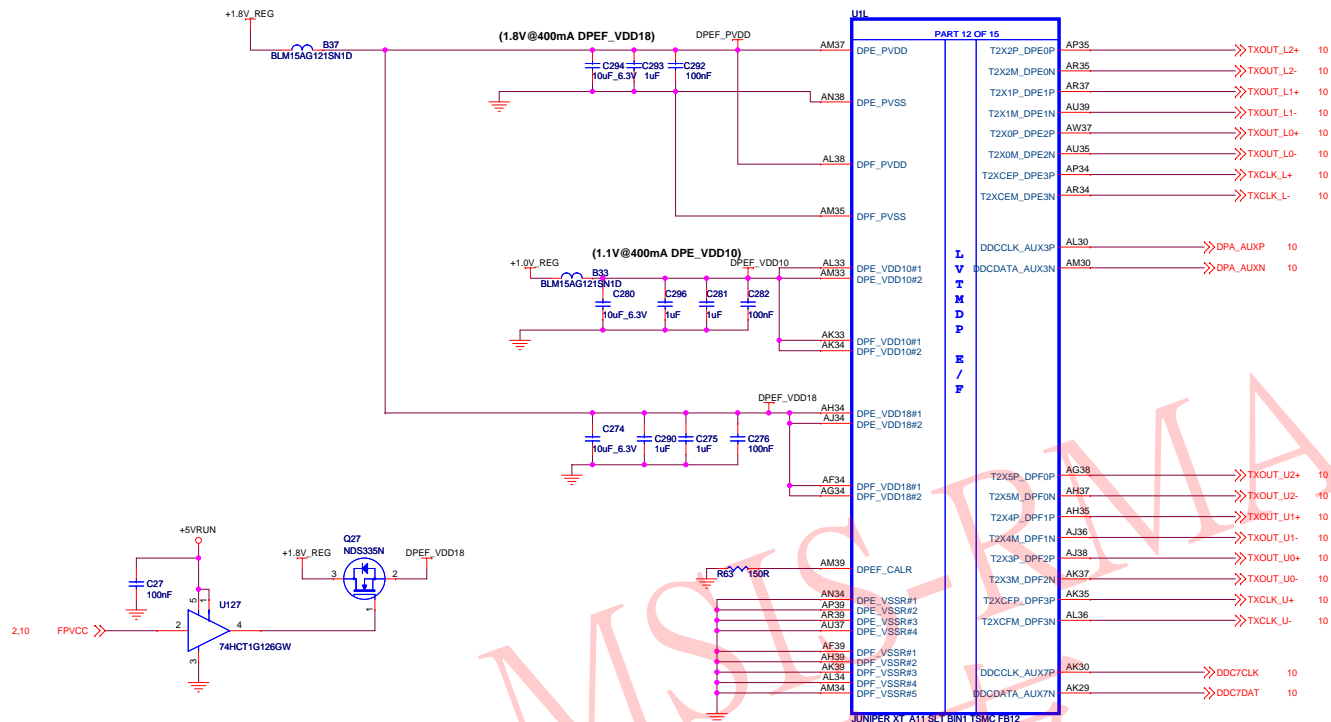 +1.8V_REG
B37
BLM15AG121SN1D
(1.8V@400mA DPEF_VDD18)
DPEF_PVDD
C294
10uF_6.3V
C293
1uF
C292
100nF
+1.0V_REG
B33
BLM15AG121SN1D
(1.1V@400mA DPE_VDD10)
DPEF_VDD10
C280
10uF_6.3V
C296
1uF
C281
1uF
C282
100nF
DPEF_VDD18
C274
10uF_6.3V
C290
1uF
C275
1uF
C276
100nF
R63 150R
+5VRUN
C27
100nF
U127
5
1
2
4
3
74HCT1G126GW
2,10 FPVCC
+1.8V_REG
Q27
NDS335N
DPEF_VDD18
3
2
1
U1L
PART 12 OF 15
LVTMDP E/F
AM37 DPE_PVDD
AN38 DPE_PVSS
AL38 DPF_PVDD
AM35 DPF_PVSS
AL33 DPE_VDD10#1
AM33 DPE_VDD10#2
AK33 DPF_VDD10#1
AK34 DPF_VDD10#2
AH34 DPE_VDD18#1
AJ34 DPE_VDD18#2
AF34 DPF_VDD18#1
AG34 DPF_VDD18#2
AM39 DPEF_CALR
AN34 DPE_VSSR#1
AP39 DPE_VSSR#2
AR39 DPE_VSSR#3
AU37 DPE_VSSR#4
AF39 DPF_VSSR#1
AH39 DPF_VSSR#2
AK39 DPF_VSSR#3
AL34 DPF_VSSR#4
AM34 DPF_VSSR#5
T2X2P_DPE0P AP35 TXOUT_L2+ 10
T2X2M_DPE0N AR35 TXOUT_L2- 10
T2X1P_DPE1P AR37 TXOUT_L1+ 10
T2X1M_DPE1N AU39 TXOUT_L1- 10
T2X0P_DPE2P AW37 TXOUT_L0+ 10
T2X0M_DPE2N AU35 TXOUT_L0- 10
T2XCEP_DPE3P AP34 TXCLK_L+ 10
T2XCEM_DPE3N AR34 TXCLK_L- 10
DDCCLK_AUX3P AL30 DPA_AUXP 10
DDCDATA_AUX3N AM30 DPA_AUXN 10
T2X5P_DPF0P AG38 TXOUT_U2+ 10
T2X5M_DPF0N AH37 TXOUT_U2- 10
T2X4P_DPF1P AH35 TXOUT_U1+ 10
T2X4M_DPF1N AJ36 TXOUT_U1- 10
T2X3P_DPF2P AJ38 TXOUT_U0+ 10
T2X3M_DPF2N AK37 TXOUT_U0- 10
T2XCFP_DPF3P AK35 TXCLK_U+ 10
T2XCFM_DPF3N AL36 TXCLK_U- 10
DDCCLK_AUX7P AK30 DDC7CLK 10
DDCDATA_AUX7N AK29 DDC7DAT 10
JUNIPER XT A11 SLT BIN1 TSMC FB12
MSIS-RMA